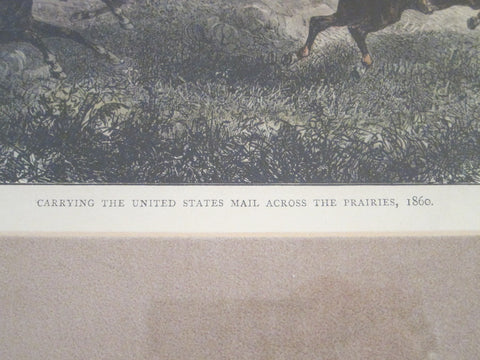 CARRYING THE UNITED STATES MAIL ACROSS THE PRAIRIES, 1860.